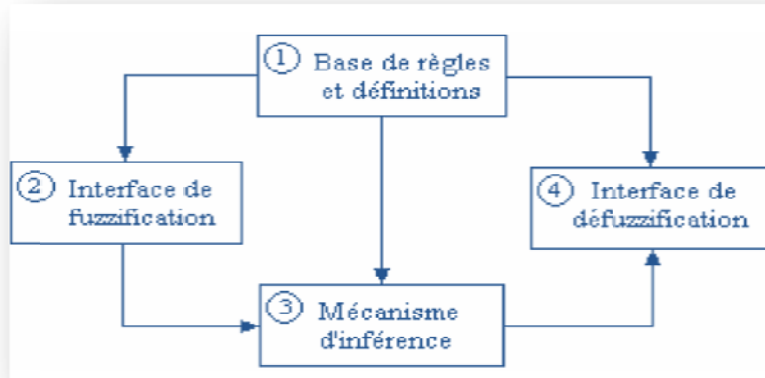 1 Base de règles
et définitions
2 Interface de
fuzzification
4 Interface de
défuzzification
3 Mécanisme
d'inférence